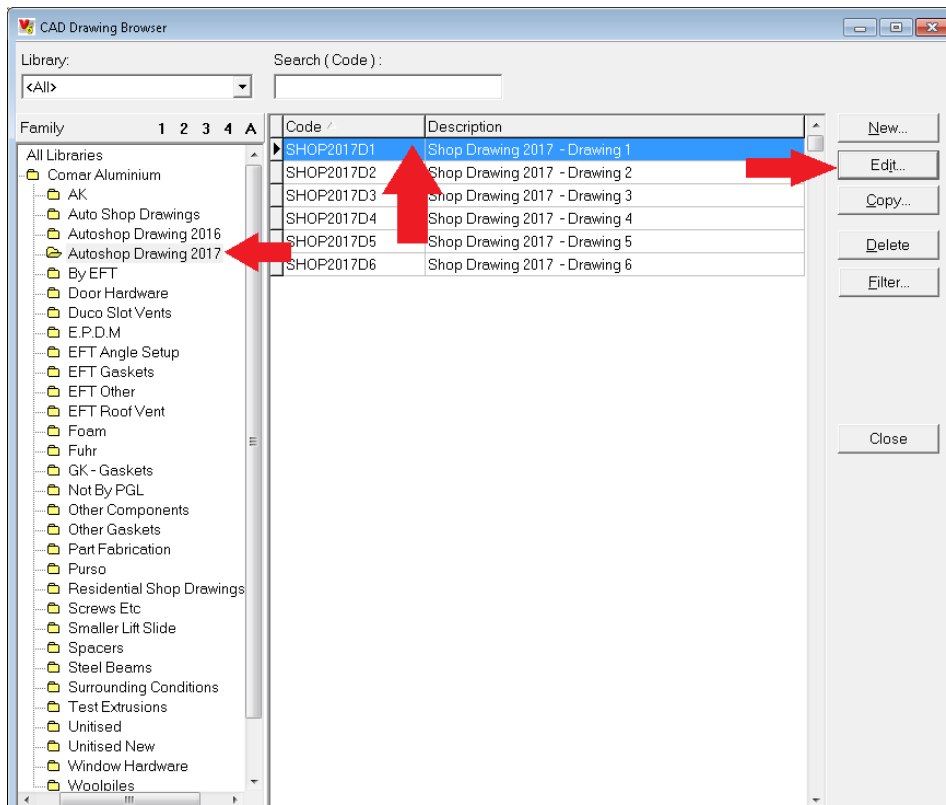 CAD Drawing Browser
Library:
Search ( Code ) :
<All>
Family 1 2 3 4 A
Code Description
All Libraries
Comar Aluminium
AK
Auto Shop Drawings
Autoshop Drawing 2016
Autoshop Drawing 2017
By EFT
Door Hardware
Duco Slot Vents
E.P.D.M
EFT Angle Setup
EFT Gaskets
EFT Other
EFT Roof Vent
Foam
Fuhr
GK - Gaskets
Not By PGL
Other Components
Other Gaskets
Part Fabrication
Purso
Residential Shop Drawings
Screws Etc
Smaller Lift Slide
Spacers
Steel Beams
Surrounding Conditions
Test Extrusions
Unitised
Unitised New
Window Hardware
Woolpiles
SHOP2017D1 Shop Drawing 2017 - Drawing 1
SHOP2017D2 Shop Drawing 2017 - Drawing 2
SHOP2017D3 Shop Drawing 2017 - Drawing 3
SHOP2017D4 Shop Drawing 2017 - Drawing 4
SHOP2017D5 Shop Drawing 2017 - Drawing 5
SHOP2017D6 Shop Drawing 2017 - Drawing 6
New...
Edit...
Copy...
Delete
Filter...
Close